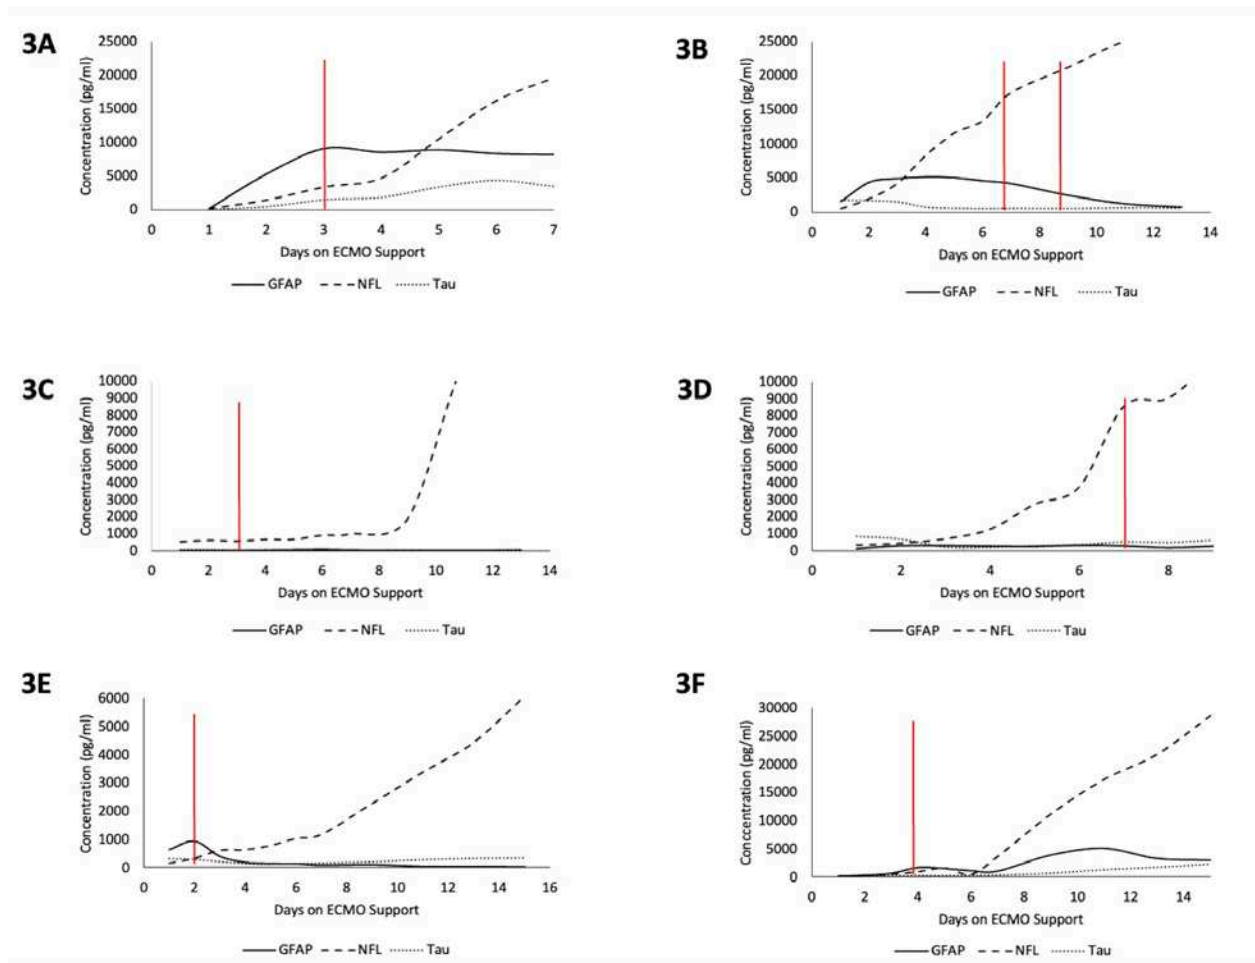 3A
Concentration (pg/ml)
25000
20000
15000
10000
5000
0
0 1 2 3 4 5 6 7
Days on ECMO Support
GFAP NFL Tau
3B
Concentration (pg/ml)
25000
20000
15000
10000
5000
0
0 2 4 6 8 10 12 14
Days on ECMO Support
GFAP NFL Tau
3C
Concentration (pg/ml)
10000
9000
8000
7000
6000
5000
4000
3000
2000
1000
0
0 2 4 6 8 10 12 14
Days on ECMO Support
GFAP NFL Tau
3D
Concentration (pg/ml)
10000
9000
8000
7000
6000
5000
4000
3000
2000
1000
0
0 2 4 6 8
Days on ECMO Support
GFAP NFL Tau
3E
Concentration (pg/ml)
6000
5000
4000
3000
2000
1000
0
0 2 4 6 8 10 12 14 16
Days on ECMO Support
GFAP NFL Tau
3F
Conccentration (pg/ml)
30000
25000
20000
15000
10000
5000
0
0 2 4 6 8 10 12 14
Days on ECMO Support
GFAP NFL Tau